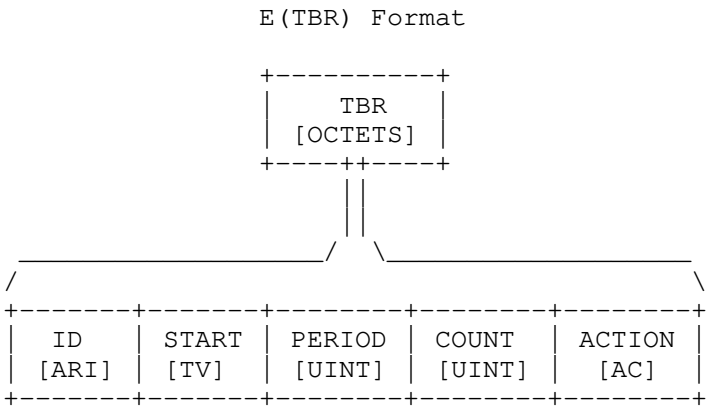 E(TBR) Format
TBR
[OCTETS]
ID START PERIOD COUNT ACTION
[ARI] [TV] [UINT] [UINT] [AC]